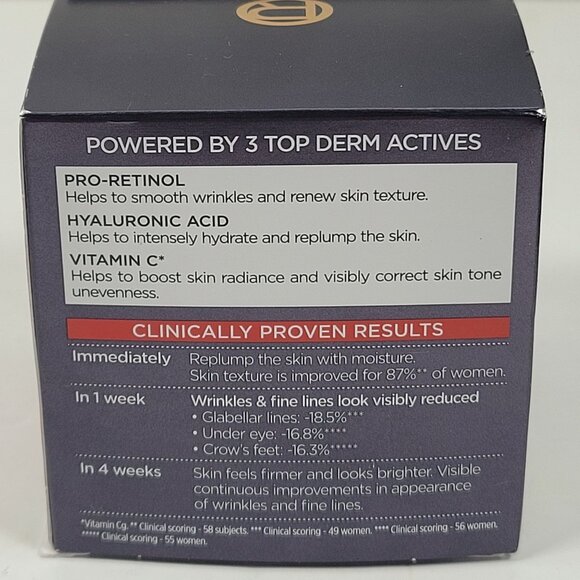 POWERED BY 3 TOP DERM ACTIVES
PRO-RETINOL
Helps to smooth wrinkles and renew skin texture.
HYALURONIC ACID
Helps to intensely hydrate and replump the skin.
VITAMIN C*
Helps to boost skin radiance and visibly correct skin tone
unevenness.
CLINICALLY PROVEN RESULTS
Immediately Replump the skin with moisture.
Skin texture is improved for 87%** of women.
In 1 week Wrinkles & fine lines look visibly reduced
• Glabellar lines: -18.5%***
• Under eye: -16.8%****
• Crow's feet: -16.3%*****
In 4 weeks Skin feels firmer and looks brighter. Visible
continuous improvements in appearance
of wrinkles and fine lines.
*Vitamin Cg. ** Clinical scoring - 58 subjects. *** Clinical scoring - 49 women. **** Clinical scoring - 56 women.
***** Clinical scoring - 55 women.